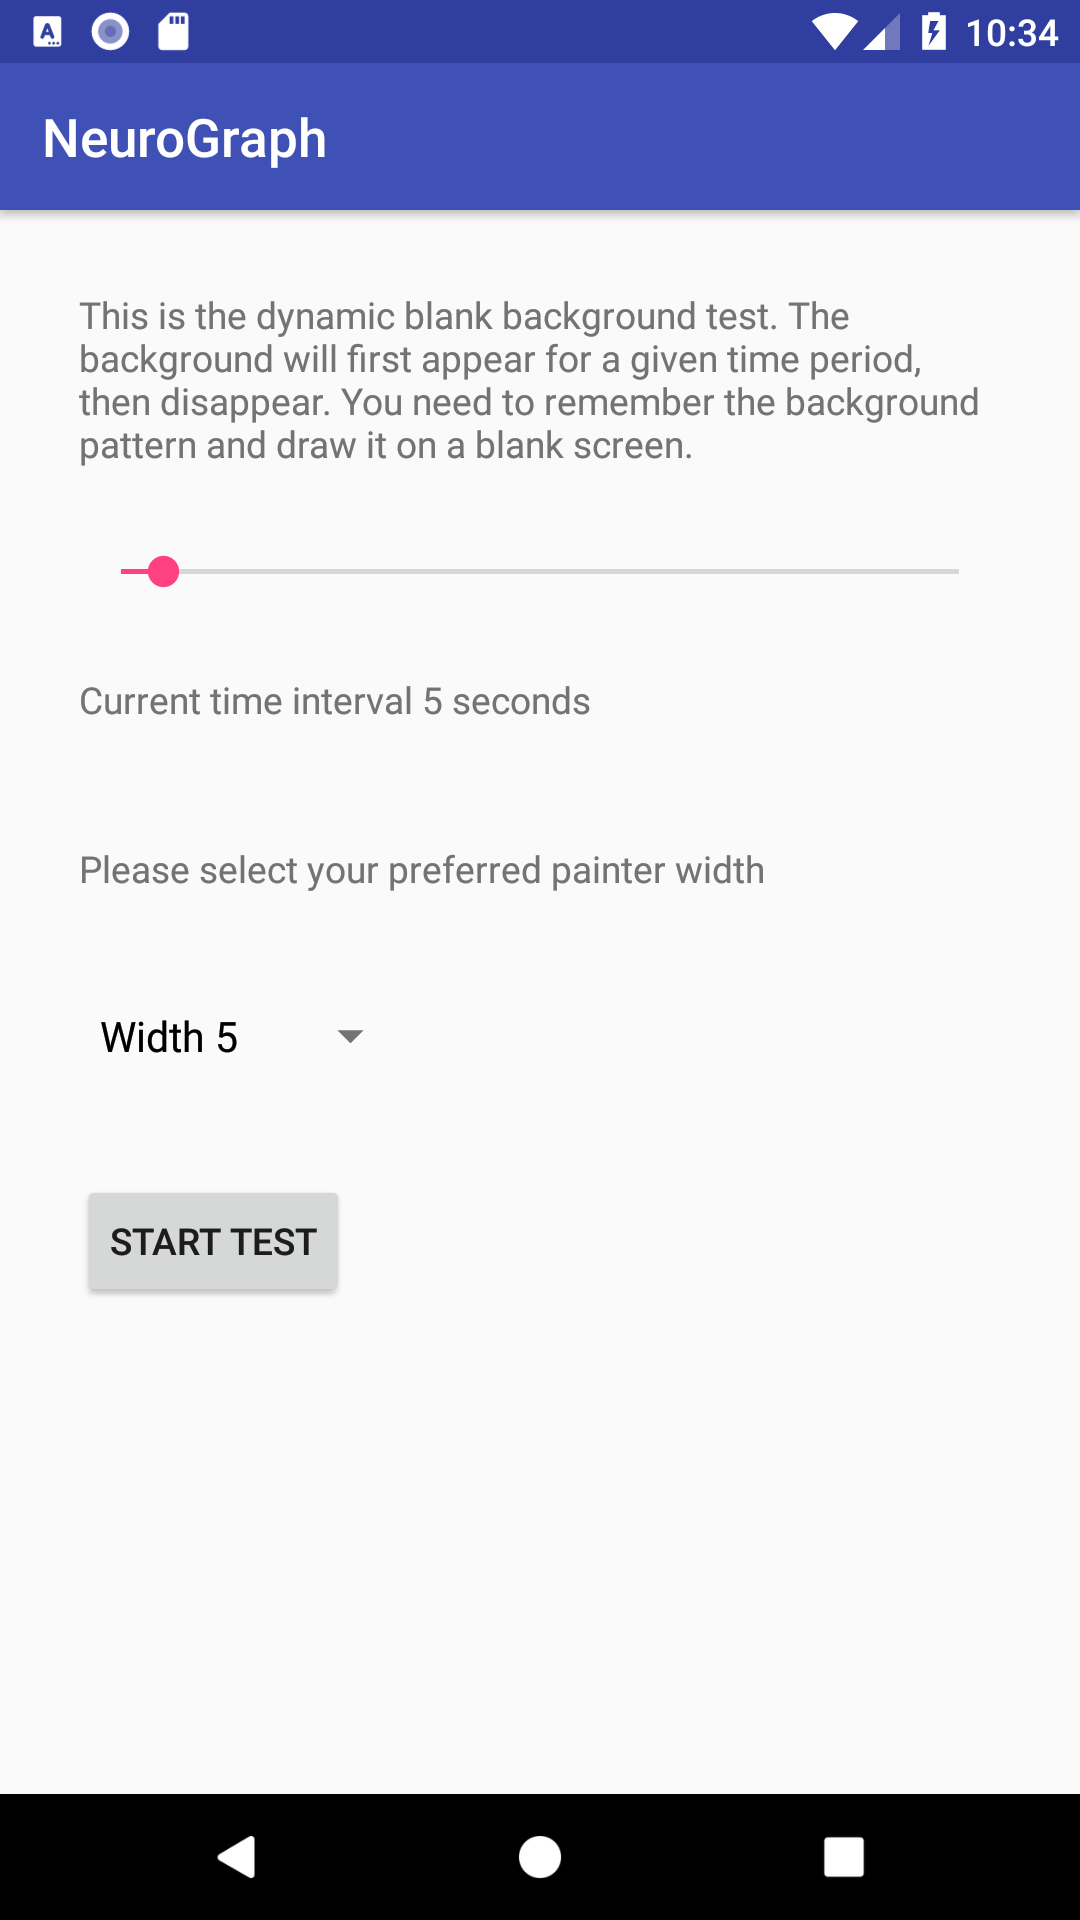 10:34
NeuroGraph
This is the dynamic blank background test. The
background will first appear for a given time period,
then disappear. You need to remember the background
pattern and draw it on a blank screen.
Current time interval 5 seconds
Please select your preferred painter width
Width 5
START TEST